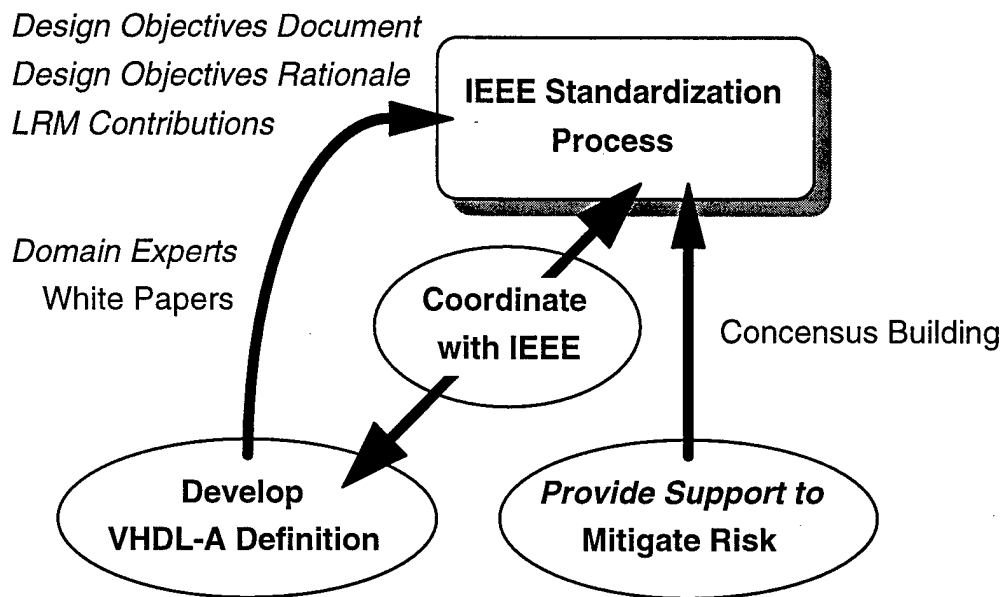 Design Objectives Document
Design Objectives Rationale
LRM Contributions
IEEE Standardization
Process
Domain Experts
White Papers
Coordinate
with IEEE
Concensus Building
Develop
VHDL-A Definition
Provide Support to
Mitigate Risk